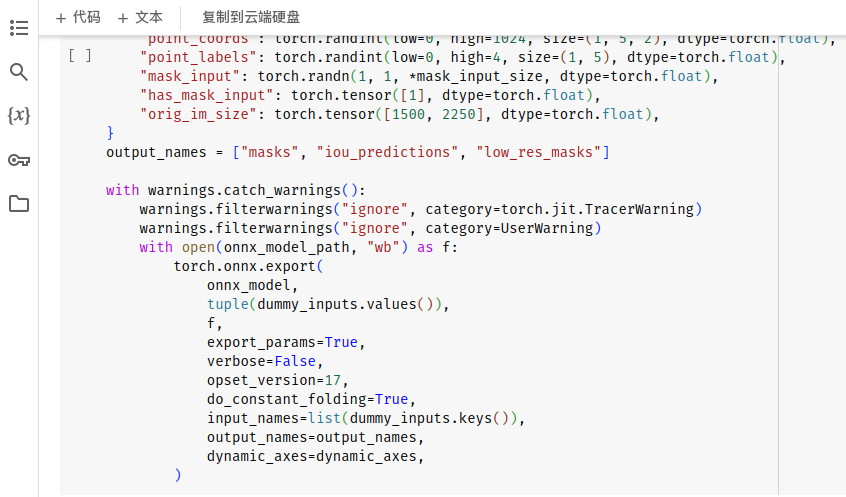 + 代码 + 文本 复制到云端硬盘
"point_coords": torch.randint(low=0, high=1024, size=(1, 5, 2), dtype=torch.float),
[ ] "point_labels": torch.randint(low=0, high=4, size=(1, 5), dtype=torch.float),
"mask_input": torch.randn(1, 1, *mask_input_size, dtype=torch.float),
"has_mask_input": torch.tensor([1], dtype=torch.float),
"orig_im_size": torch.tensor([1500, 2250], dtype=torch.float),
}
output_names = ["masks", "iou_predictions", "low_res_masks"]
with warnings.catch_warnings():
warnings.filterwarnings("ignore", category=torch.jit.TracerWarning)
warnings.filterwarnings("ignore", category=UserWarning)
with open(onnx_model_path, "wb") as f:
torch.onnx.export(
onnx_model,
tuple(dummy_inputs.values()),
f,
export_params=True,
verbose=False,
opset_version=17,
do_constant_folding=True,
input_names=list(dummy_inputs.keys()),
output_names=output_names,
dynamic_axes=dynamic_axes,
)
{x}